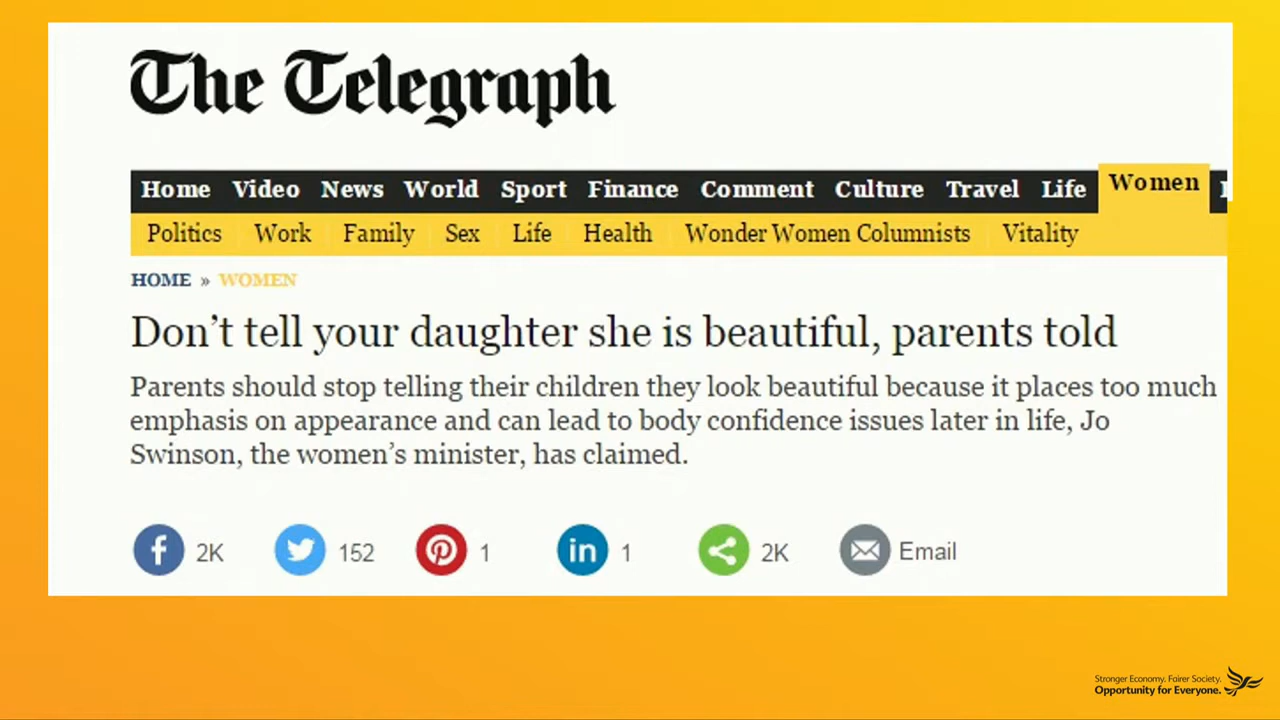 The Telegraph
Home Video News World Sport Finance Comment Culture Travel Life Women
Politics Work Family Sex Life Health Wonder Women Columnists Vitality
HOME » WOMEN
Don’t tell your daughter she is beautiful, parents told
Parents should stop telling their children they look beautiful because it places too much
emphasis on appearance and can lead to body confidence issues later in life, Jo
Swinson, the women’s minister, has claimed.
2K 152 1 1 2K Email
Stronger Economy. Fairer Society.
Opportunity for Everyone.